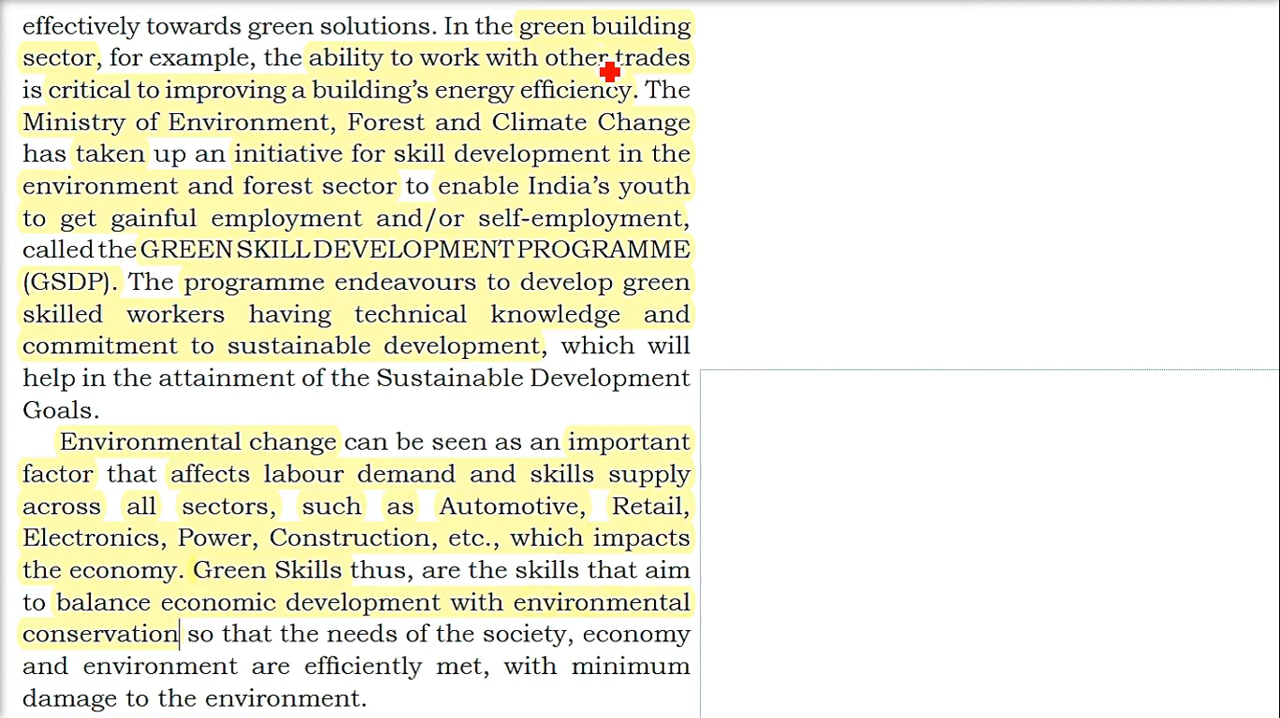 effectively towards green solutions. In the green building
sector, for example, the ability to work with other trades
is critical to improving a building's energy efficiency. The
Ministry of Environment, Forest and Climate Change
has taken up an initiative for skill development in the
environment and forest sector to enable India's youth
to get gainful employment and/or self-employment,
called the GREEN SKILL DEVELOPMENT PROGRAMME
(GSDP). The programme endeavours to develop green
skilled workers having technical knowledge and
commitment to sustainable development, which will
help in the attainment of the Sustainable Development
Goals.
Environmental change can be seen as an important
factor that affects labour demand and skills supply
across all sectors, such as Automotive, Retail,
Electronics, Power, Construction, etc., which impacts
the economy. Green Skills thus, are the skills that aim
to balance economic development with environmental
conservation so that the needs of the society, economy
and environment are efficiently met, with minimum
damage to the environment.